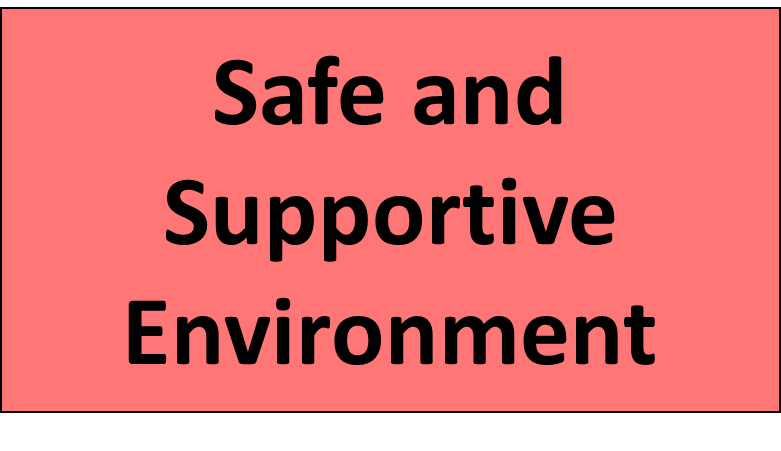 Safe and
Supportive
Environment